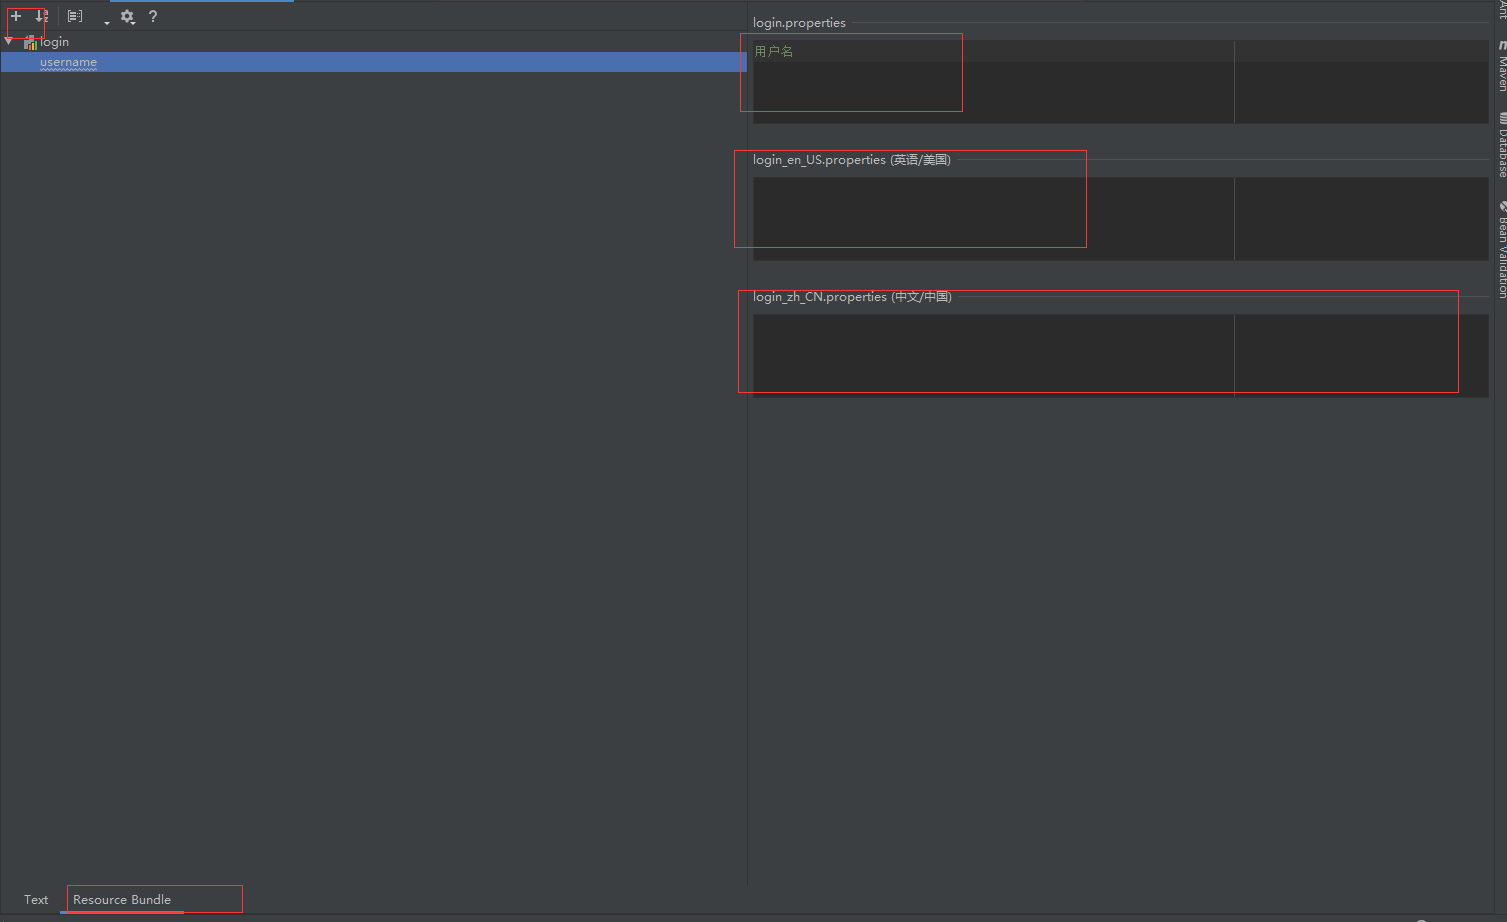 login
username
login.properties
用户名
login_en_US.properties (英语/美国)
login_zh_CN.properties (中文/中国)
Text
Resource Bundle
Ant
Maven
Database
Bean Validation